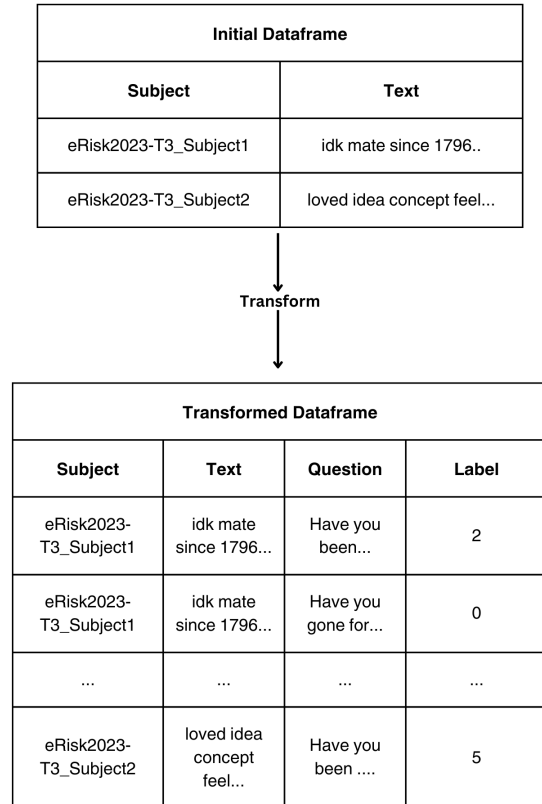 Initial Dataframe
Subject Text
eRisk2023-T3_Subject1 idk mate since 1796..
eRisk2023-T3_Subject2 loved idea concept feel...
Transform
Transformed Dataframe
Subject Text Question Label
eRisk2023-
T3_Subject1
idk mate
since 1796...
Have you
been...
2
eRisk2023-
T3_Subject1
idk mate
since 1796...
Have you
gone for...
0
... ... ... ...
eRisk2023-
T3_Subject2
loved idea
concept
feel...
Have you
been ....
5